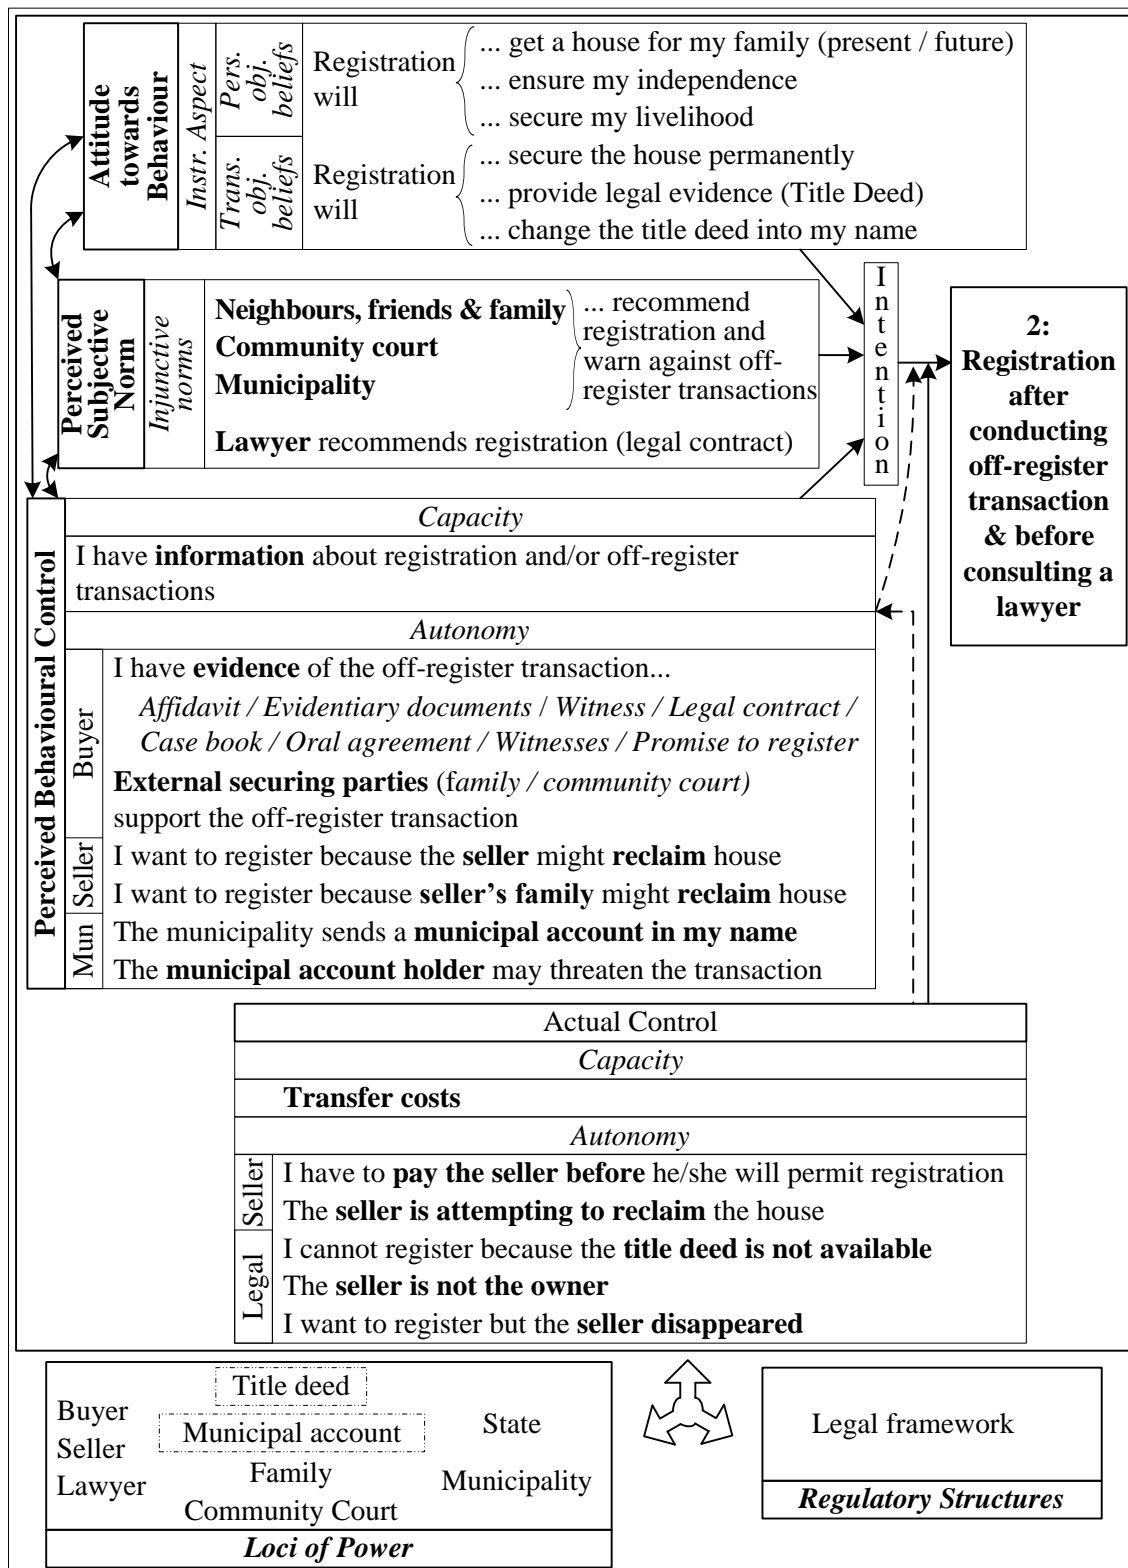 Attitude
towards
Behaviour
Instr. Aspect
Pers.
obj.
beliefs
Registration
will
... get a house for my family (present / future)
... ensure my independence
... secure my livelihood
Trans.
obj.
beliefs
Registration
will
... secure the house permanently
... provide legal evidence (Title Deed)
... change the title deed into my name
Perceived
Subjective
Norm
Injunctive
norms
Neighbours, friends & family
Community court
Municipality
... recommend
registration and
warn against off-
register transactions
Lawyer recommends registration (legal contract)
Intention
2:
Registration
after
conducting
off-register
transaction
& before
consulting a
lawyer
Perceived Behavioural Control
Capacity
I have information about registration and/or off-register
transactions
Autonomy
Buyer
I have evidence of the off-register transaction...
Affidavit / Evidentiary documents / Witness / Legal contract /
Case book / Oral agreement / Witnesses / Promise to register
External securing parties (family / community court)
support the off-register transaction
Seller
I want to register because the seller might reclaim house
I want to register because seller's family might reclaim house
Mun
The municipality sends a municipal account in my name
The municipal account holder may threaten the transaction
Actual Control
Capacity
Transfer costs
Autonomy
Seller
I have to pay the seller before he/she will permit registration
The seller is attempting to reclaim the house
Legal
I cannot register because the title deed is not available
The seller is not the owner
I want to register but the seller disappeared
Buyer
Seller
Lawyer
Title deed
Municipal account
Family
Community Court
State
Municipality
Loci of Power
Legal framework
Regulatory Structures